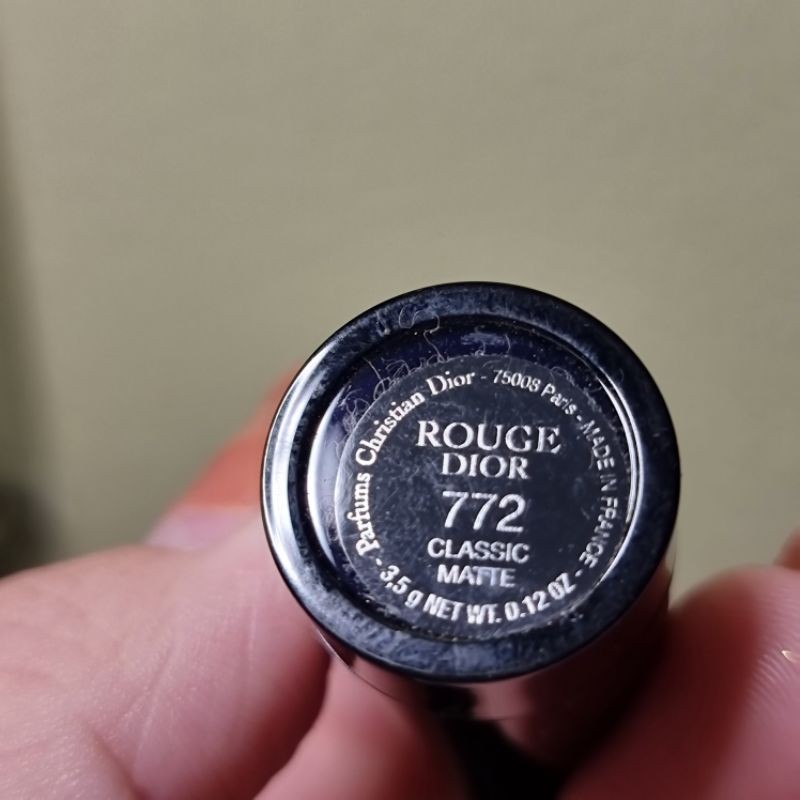 Parfums Christian Dior - 75008 Paris - MADE IN FRANCE -
ROUGE
DIOR
772
CLASSIC
MATTE
3,5 g NET WT. 0.12 OZ -